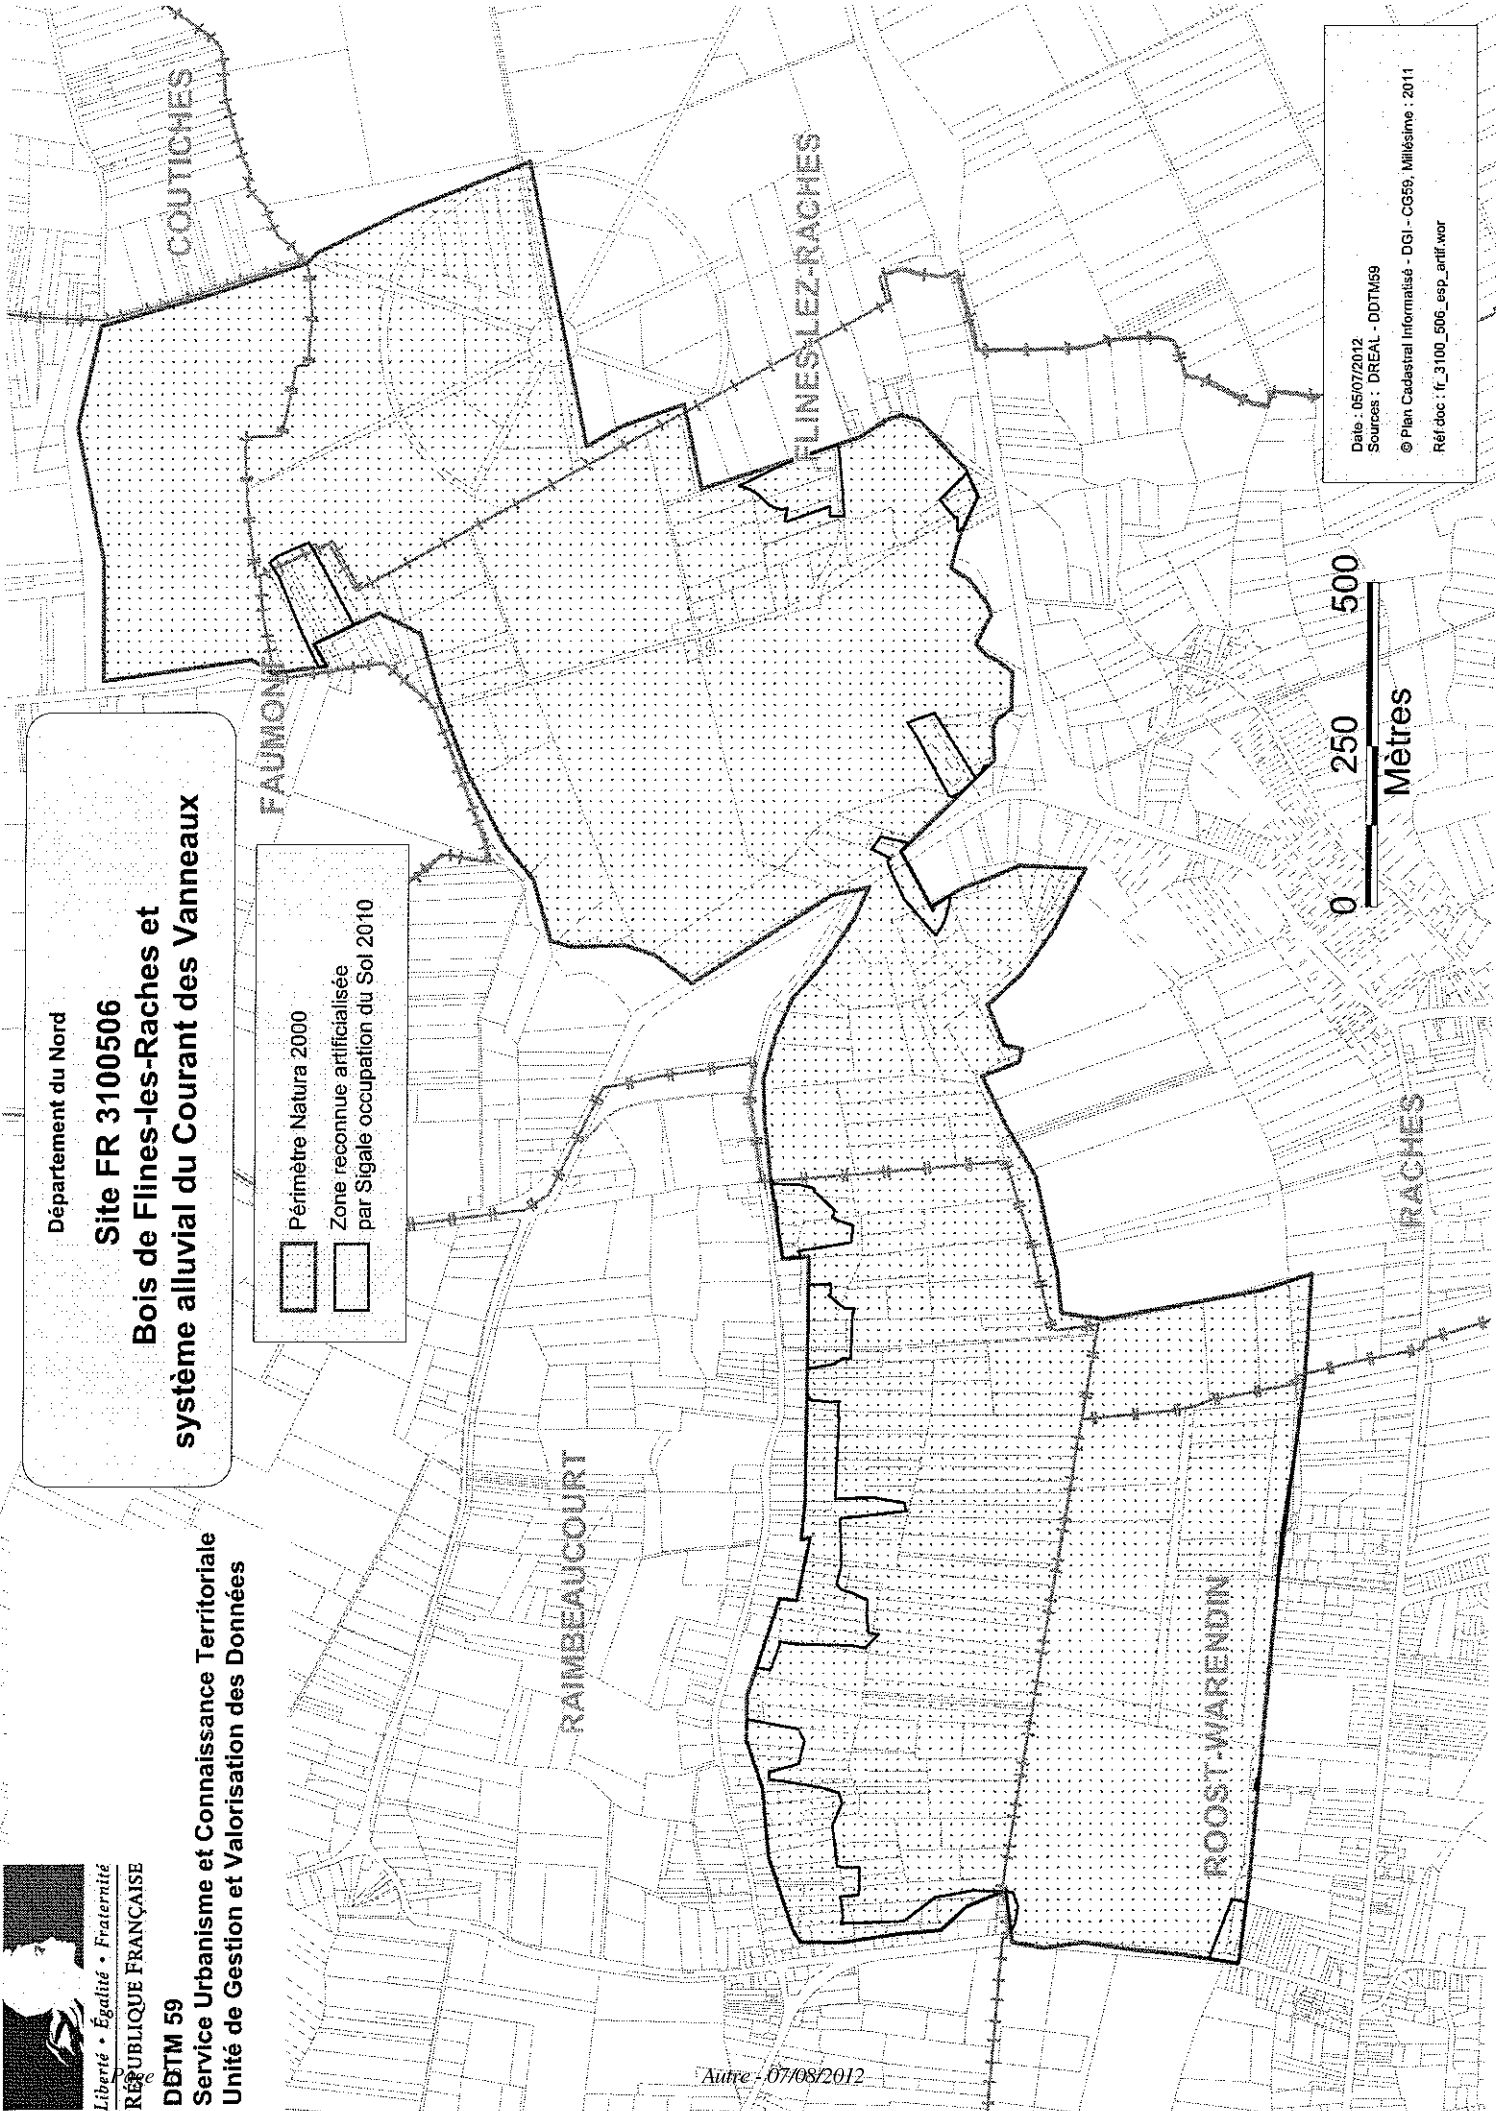 Liberté • Égalité • Fraternité
RÉPUBLIQUE FRANÇAISE
DDTM 59
Service Urbanisme et Connaissance Territoriale
Unité de Gestion et Valorisation des Données
Département du Nord
Site FR 3100506
Bois de Flines-les-Raches et
système alluvial du Courant des Vanneaux
Périmètre Natura 2000
Zone reconnue artificialisée
par Sigale occupation du Sol 2010
COUTICHES
FAUMONT
FLINES-LEZ-RACHES
RAIMBEAUCOURT
ROOST-WARENDIN
RACHES
0 250 500
Mètres
Date : 05/07/2012
Sources : DREAL - DDTM59
© Plan Cadastral Informatisé - DGI - CG59, Millésime : 2011
Réf doc : fr_3100_506_esp_artif.wor
Page
Autre - 07/08/2012